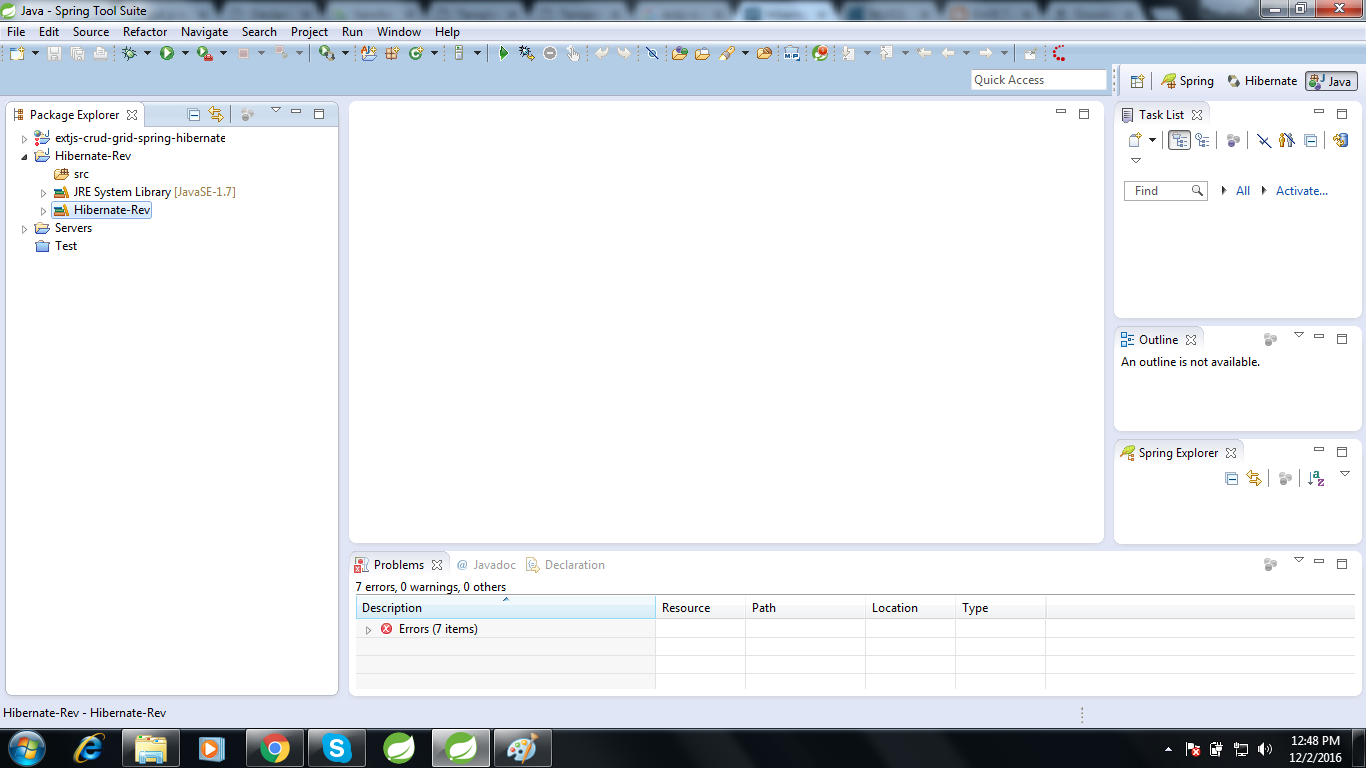 Java - Spring Tool Suite
File Edit Source Refactor Navigate Search Project Run Window Help
Quick Access
Spring Hibernate Java
Package Explorer
extjs-crud-grid-spring-hibernate
Hibernate-Rev
src
JRE System Library [JavaSE-1.7]
Hibernate-Rev
Servers
Test
Task List
Find All Activate...
Outline
An outline is not available.
Spring Explorer
Problems @ Javadoc Declaration
7 errors, 0 warnings, 0 others
Description Resource Path Location Type
Errors (7 items)
Hibernate-Rev - Hibernate-Rev
12:48 PM
12/2/2016